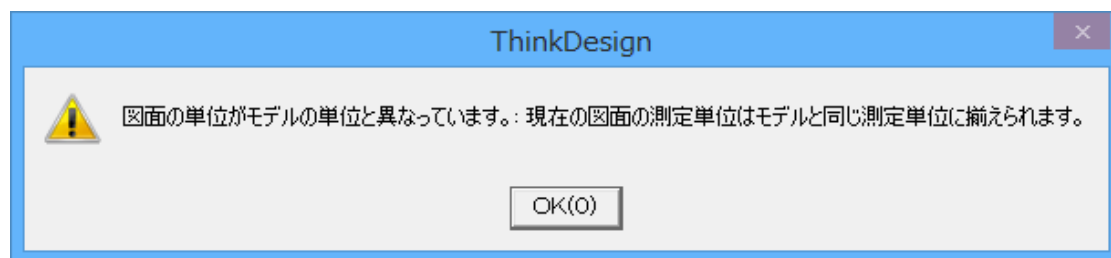 ThinkDesign
図面の単位がモデルの単位と異なっています。: 現在の図面の測定単位はモデルと同じ測定単位に揃えられます。
OK(O)